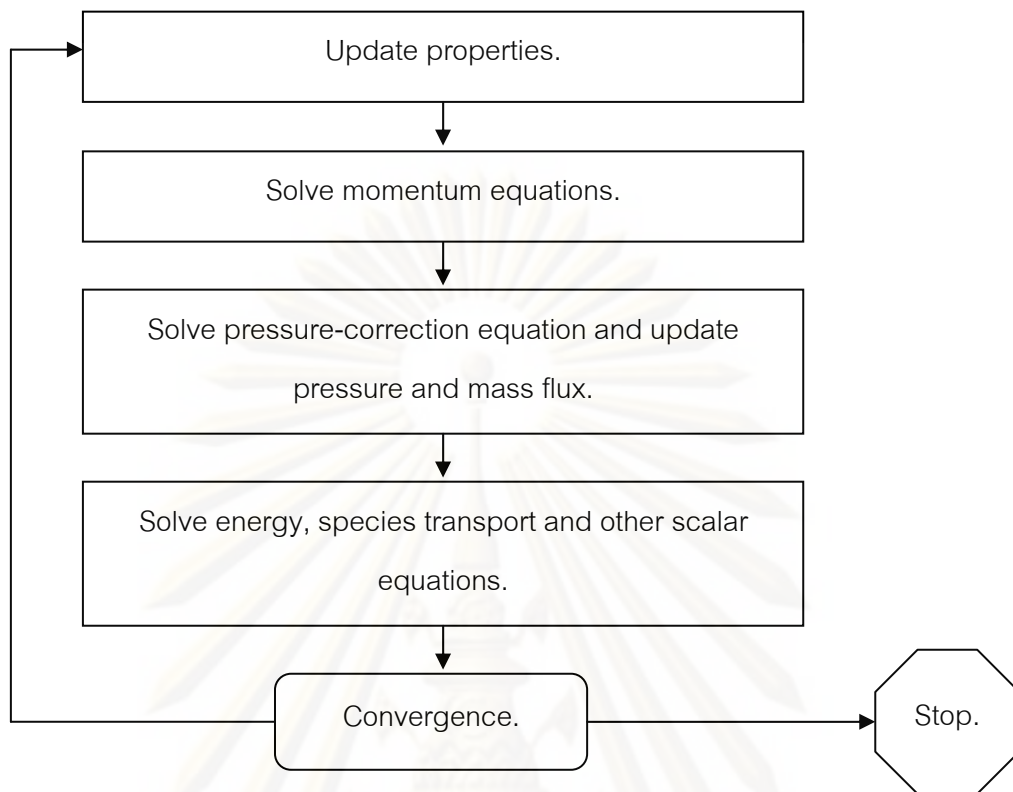 Update properties.
Solve momentum equations.
Solve pressure-correction equation and update
pressure and mass flux.
Solve energy, species transport and other scalar
equations.
Convergence.
Stop.